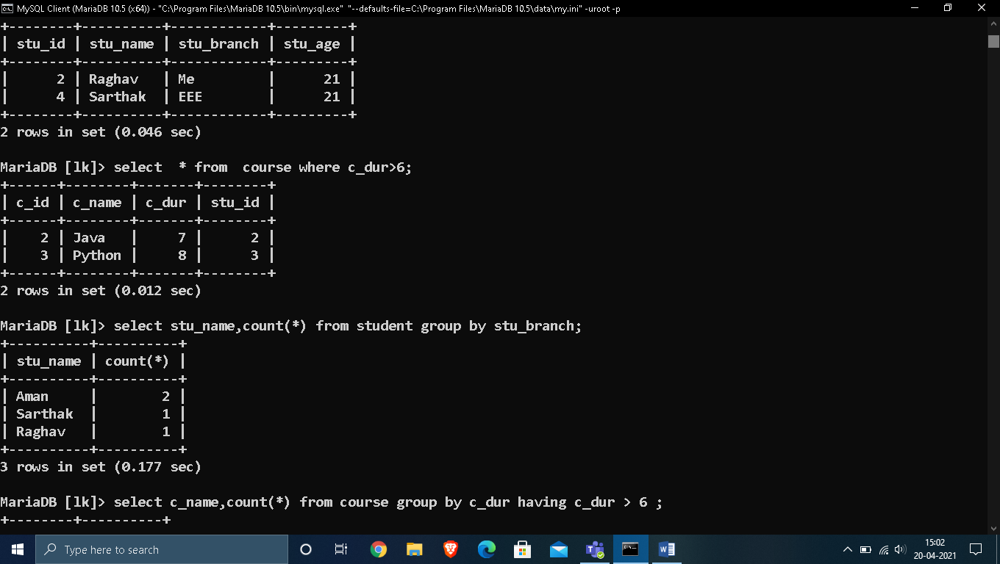 MySQL Client (MariaDB 10.5 (x64)) - "C:\Program Files\MariaDB 10.5\bin\mysql.exe" "--defaults-file=C:\Program Files\MariaDB 10.5\data\my.ini" -uroot -p
+--------+----------+------------+---------+
| stu_id | stu_name | stu_branch | stu_age |
+--------+----------+------------+---------+
|      2 | Raghav   | Me         |      21 |
|      4 | Sarthak  | EEE        |      21 |
+--------+----------+------------+---------+
2 rows in set (0.046 sec)
MariaDB [lk]> select  * from  course where c_dur>6;
+------+--------+-------+--------+
| c_id | c_name | c_dur | stu_id |
+------+--------+-------+--------+
|    2 | Java   |     7 |      2 |
|    3 | Python |     8 |      3 |
+------+--------+-------+--------+
2 rows in set (0.012 sec)
MariaDB [lk]> select stu_name,count(*) from student group by stu_branch;
+----------+----------+
| stu_name | count(*) |
+----------+----------+
| Aman     |        2 |
| Sarthak  |        1 |
| Raghav   |        1 |
+----------+----------+
3 rows in set (0.177 sec)
MariaDB [lk]> select c_name,count(*) from course group by c_dur having c_dur > 6 ;
+--------+----------+
Type here to search
15:02
20-04-2021